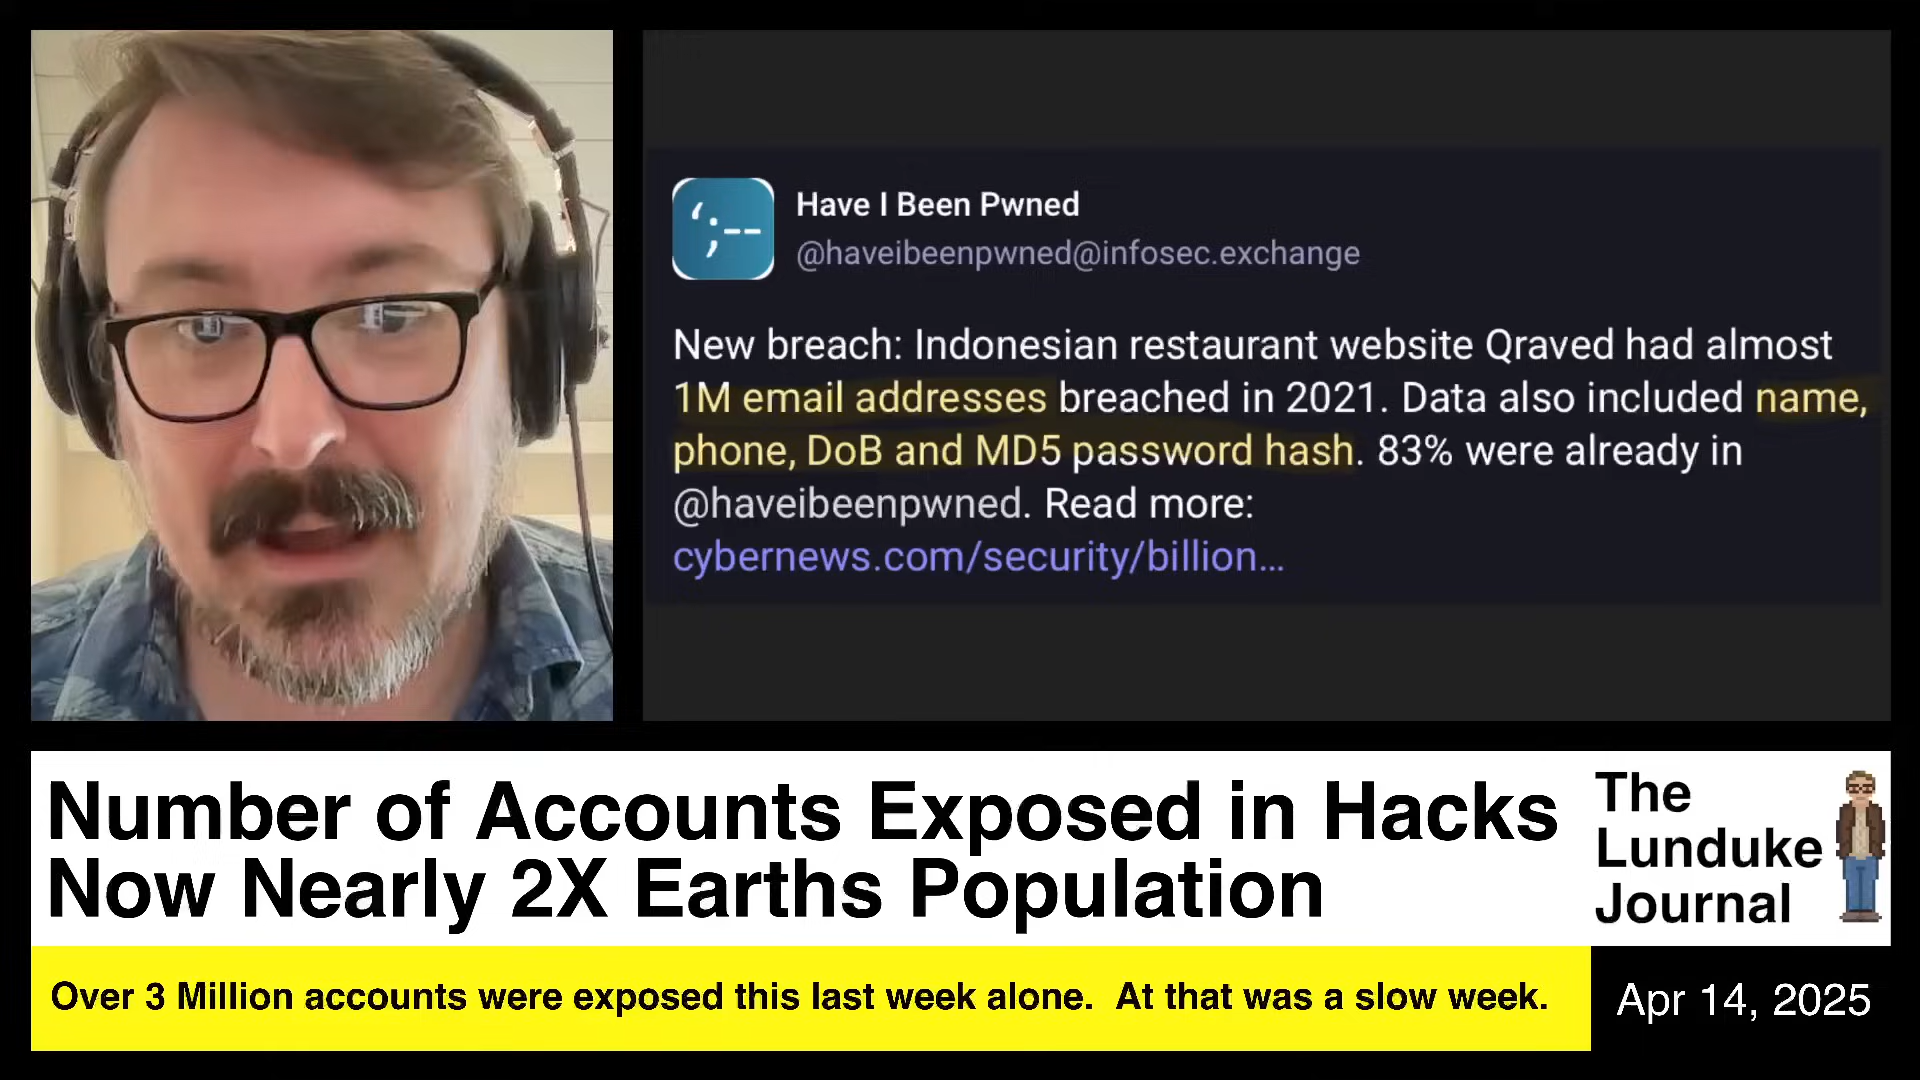 ‘;--
Have I Been Pwned
@haveibeenpwned@infosec.exchange
New breach: Indonesian restaurant website Qraved had almost
1M email addresses breached in 2021. Data also included name,
phone, DoB and MD5 password hash. 83% were already in
@haveibeenpwned. Read more:
cybernews.com/security/billion…
Number of Accounts Exposed in Hacks
Now Nearly 2X Earths Population
The
Lunduke
Journal
Over 3 Million accounts were exposed this last week alone.  At that was a slow week.
Apr 14, 2025